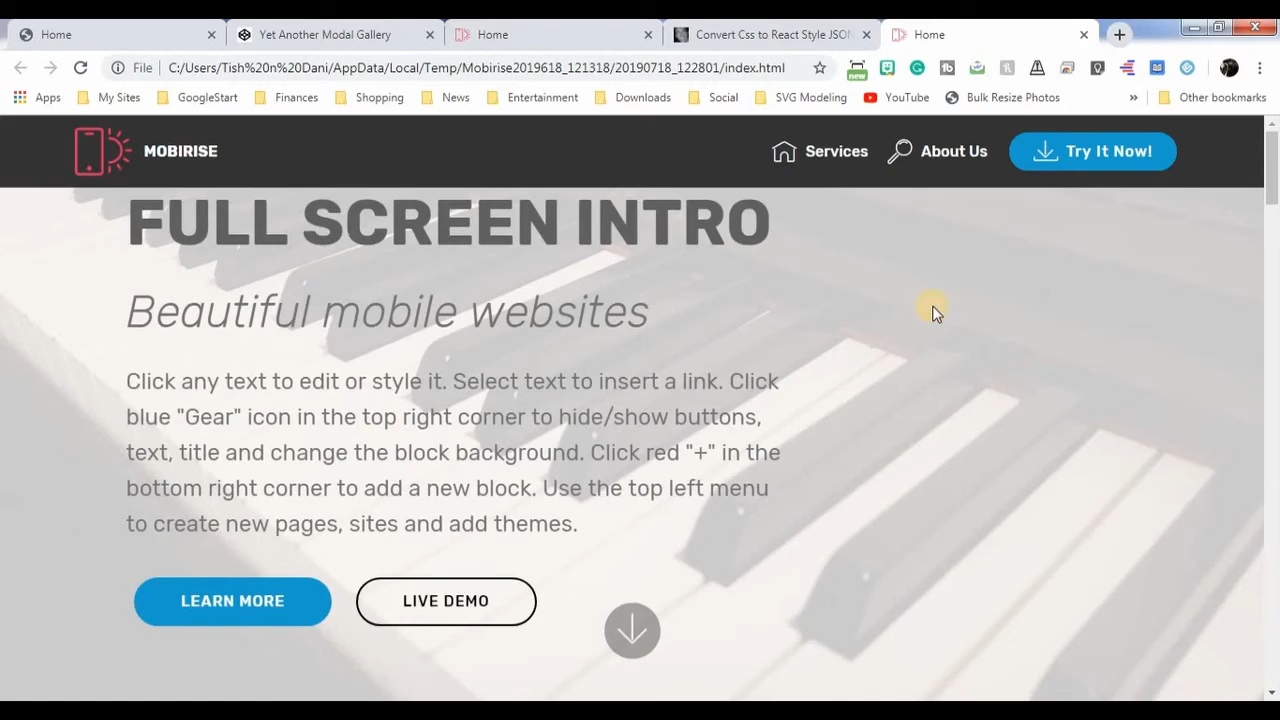 Home
Yet Another Modal Gallery
Home
Convert Css to React Style JSON
Home
File
C:/Users/Tish%20n%20Dani/AppData/Local/Temp/Mobirise2019618_121318/20190718_122801/index.html
new
Apps
My Sites
GoogleStart
Finances
Shopping
News
Entertainment
Downloads
Social
SVG Modeling
YouTube
Bulk Resize Photos
»
Other bookmarks
MOBIRISE
Services
About Us
Try It Now!
FULL SCREEN INTRO
Beautiful mobile websites
Click any text to edit or style it. Select text to insert a link. Click
blue "Gear" icon in the top right corner to hide/show buttons,
text, title and change the block background. Click red "+" in the
bottom right corner to add a new block. Use the top left menu
to create new pages, sites and add themes.
LEARN MORE
LIVE DEMO